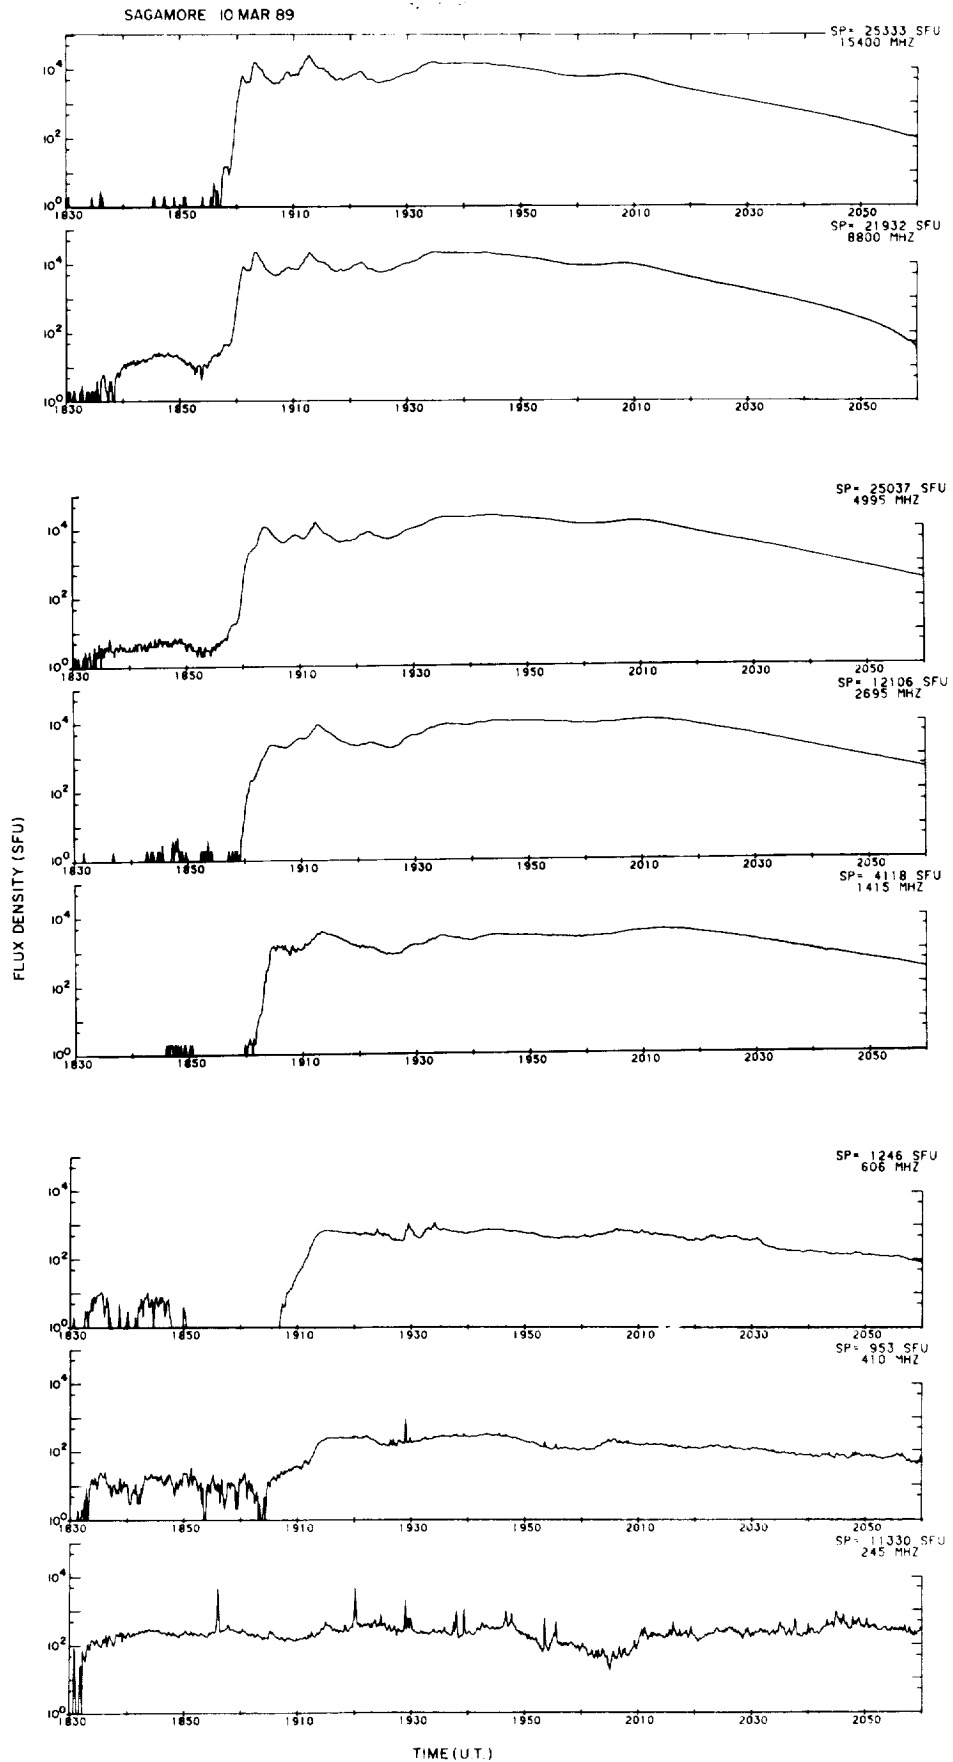 SAGAMORE 10 MAR 89
SP= 25333 SFU
15400 MHZ
10⁴
10²
10⁰
1830 1850 1910 1930 1950 2010 2030 2050
SP= 21932 SFU
8800 MHZ
10⁴
10²
10⁰
1830 1850 1910 1930 1950 2010 2030 2050
SP= 25037 SFU
4995 MHZ
10⁴
10²
10⁰
1830 1850 1910 1930 1950 2010 2030 2050
SP= 12106 SFU
2695 MHZ
10⁴
10²
10⁰
1830 1850 1910 1930 1950 2010 2030 2050
FLUX DENSITY (SFU)
SP= 4118 SFU
1415 MHZ
10⁴
10²
10⁰
1830 1850 1910 1930 1950 2010 2030 2050
SP= 1246 SFU
606 MHZ
10⁴
10²
10⁰
1830 1850 1910 1930 1950 2010 2030 2050
SP= 953 SFU
410 MHZ
10⁴
10²
10⁰
1830 1850 1910 1930 1950 2010 2030 2050
SP= 11330 SFU
245 MHZ
10⁴
10²
10⁰
1830 1850 1910 1930 1950 2010 2030 2050
TIME (U.T.)